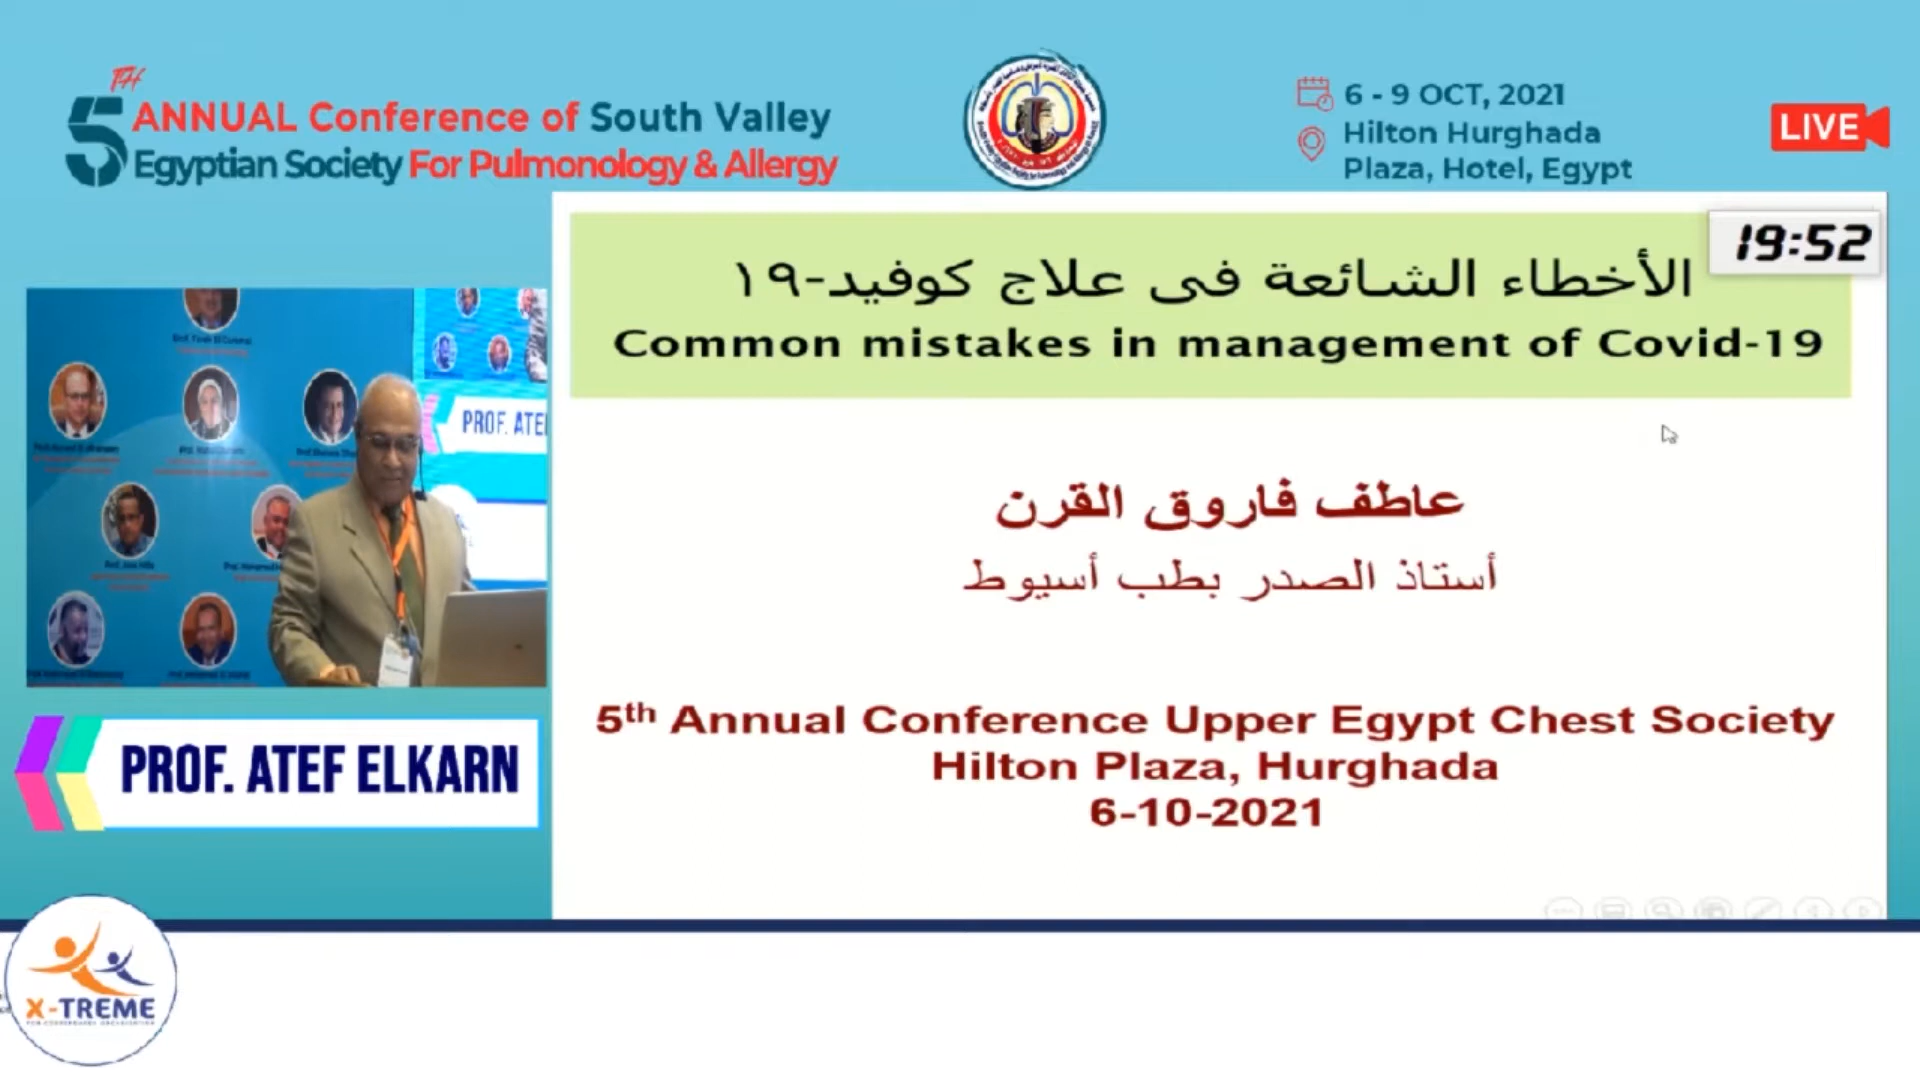 5TH ANNUAL Conference of South Valley
Egyptian Society For Pulmonology & Allergy
6 - 9 OCT, 2021
Hilton Hurghada
Plaza, Hotel, Egypt
LIVE
19:52
الأخطاء الشائعة فى علاج كوفيد-١٩
Common mistakes in management of Covid-19
عاطف فاروق القرن
أستاذ الصدر بطب أسيوط
5th Annual Conference Upper Egypt Chest Society
Hilton Plaza, Hurghada
6-10-2021
PROF. ATEF
PROF. ATEF ELKARN
X-TREME